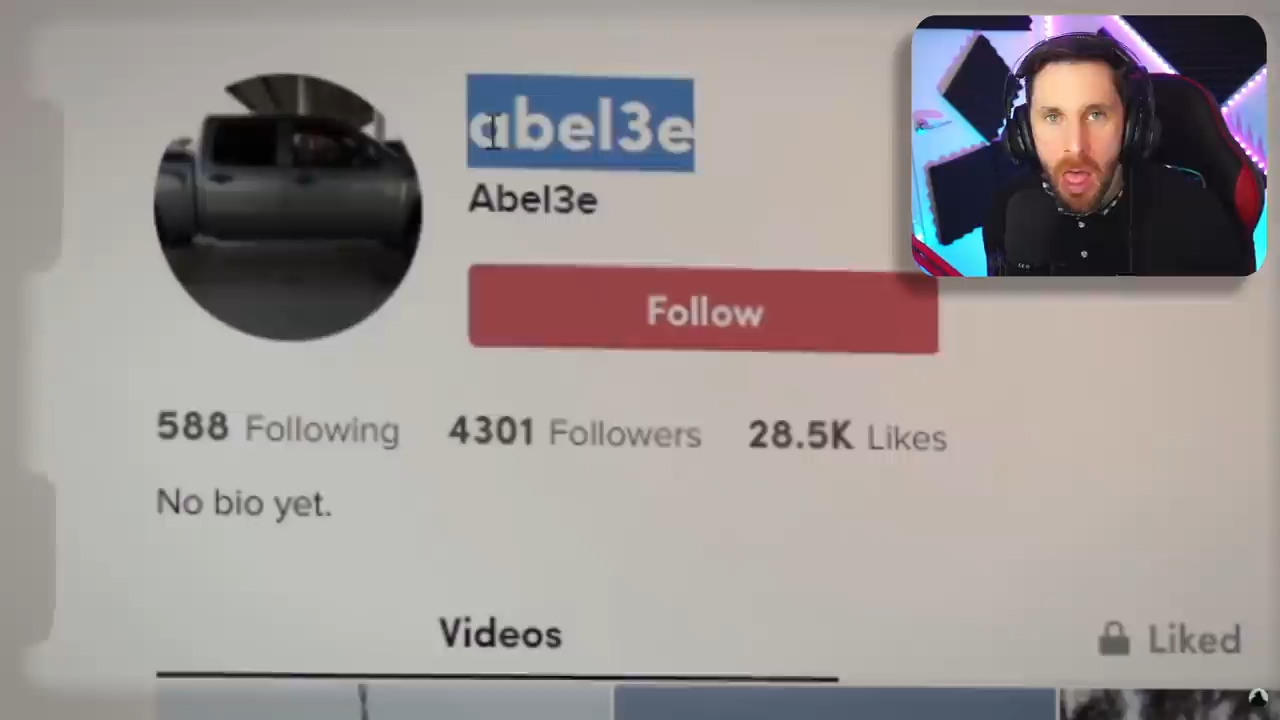 abel3e
Abel3e
Follow
588 Following 4301 Followers 28.5K Likes
No bio yet.
Videos
Liked